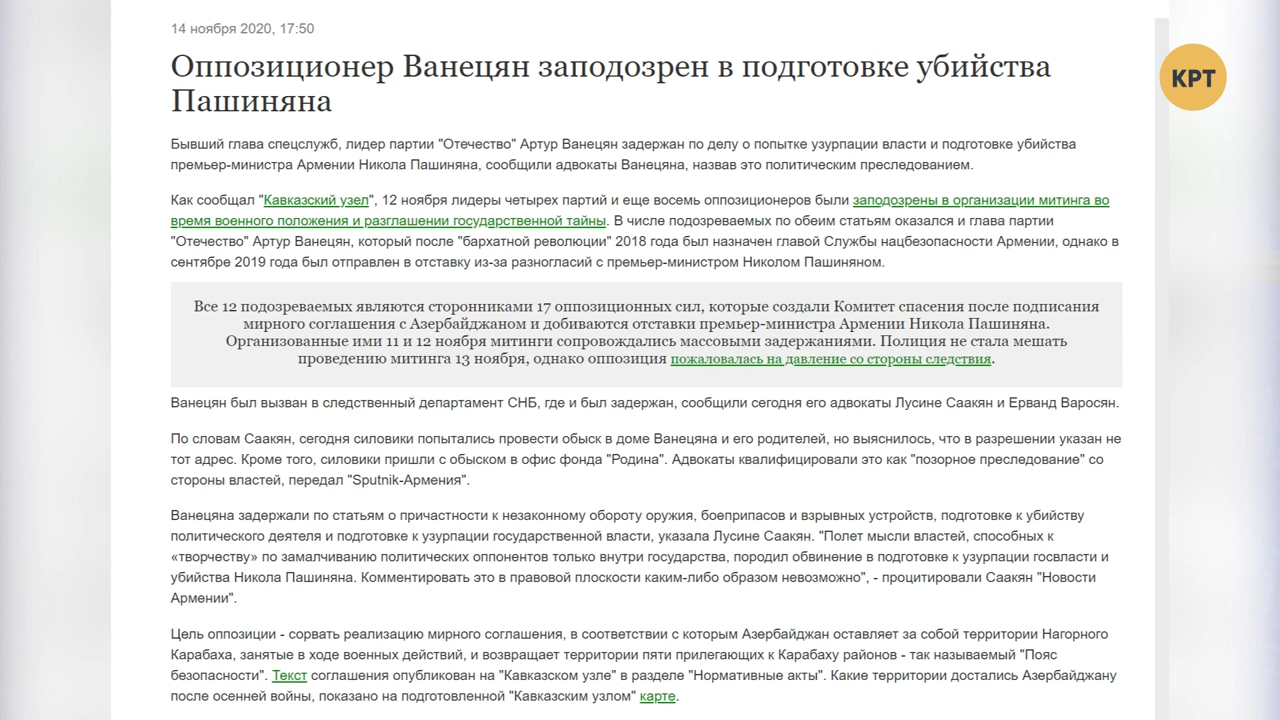 14 ноября 2020, 17:50
КРТ
Оппозиционер Ванецян заподозрен в подготовке убийства
Пашиняна
Бывший глава спецслужб, лидер партии "Отечество" Артур Ванецян задержан по делу о попытке узурпации власти и подготовке убийства
премьер-министра Армении Никола Пашиняна, сообщили адвокаты Ванецяна, назвав это политическим преследованием.
Как сообщал "Кавказский узел", 12 ноября лидеры четырех партий и еще восемь оппозиционеров были заподозрены в организации митинга во
время военного положения и разглашении государственной тайны. В числе подозреваемых по обеим статьям оказался и глава партии
"Отечество" Артур Ванецян, который после "бархатной революции" 2018 года был назначен главой Службы нацбезопасности Армении, однако в
сентябре 2019 года был отправлен в отставку из-за разногласий с премьер-министром Николом Пашиняном.
Все 12 подозреваемых являются сторонниками 17 оппозиционных сил, которые создали Комитет спасения после подписания
мирного соглашения с Азербайджаном и добиваются отставки премьер-министра Армении Никола Пашиняна.
Организованные ими 11 и 12 ноября митинги сопровождались массовыми задержаниями. Полиция не стала мешать
проведению митинга 13 ноября, однако оппозиция пожаловалась на давление со стороны следствия.
Ванецян был вызван в следственный департамент СНБ, где и был задержан, сообщили сегодня его адвокаты Лусине Саакян и Ерванд Варосян.
По словам Саакян, сегодня силовики попытались провести обыск в доме Ванецяна и его родителей, но выяснилось, что в разрешении указан не
тот адрес. Кроме того, силовики пришли с обыском в офис фонда "Родина". Адвокаты квалифицировали это как "позорное преследование" со
стороны властей, передал "Sputnik-Армения".
Ванецяна задержали по статьям о причастности к незаконному обороту оружия, боеприпасов и взрывных устройств, подготовке к убийству
политического деятеля и подготовке к узурпации государственной власти, указала Лусине Саакян. "Полет мысли властей, способных к
«творчеству» по замалчиванию политических оппонентов только внутри государства, породил обвинение в подготовке к узурпации госвласти и
убийства Никола Пашиняна. Комментировать это в правовой плоскости каким-либо образом невозможно", - процитировали Саакян "Новости
Армении".
Цель оппозиции - сорвать реализацию мирного соглашения, в соответствии с которым Азербайджан оставляет за собой территории Нагорного
Карабаха, занятые в ходе военных действий, и возвращает территории пяти прилегающих к Карабаху районов - так называемый "Пояс
безопасности". Текст соглашения опубликован на "Кавказском узле" в разделе "Нормативные акты". Какие территории достались Азербайджану
после осенней войны, показано на подготовленной "Кавказским узлом" карте.